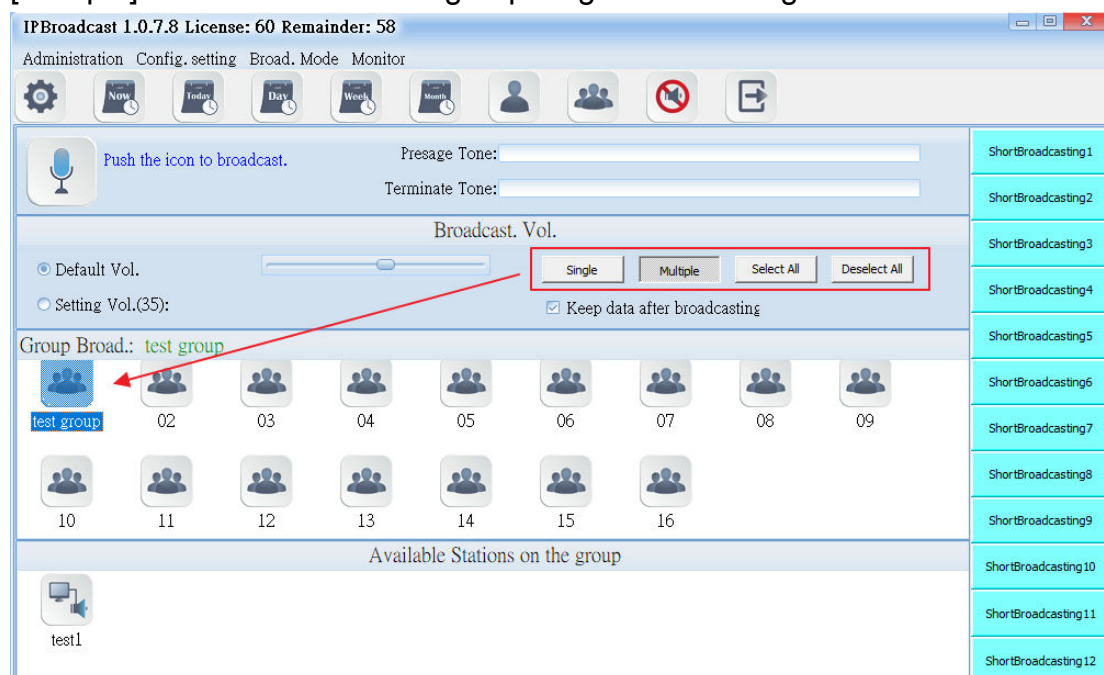 IPBroadcast 1.0.7.8 License: 60 Remainder: 58
Administration Config. setting Broad. Mode Monitor
Now Today Day Week Month
Push the icon to broadcast.
Presage Tone:
Terminate Tone:
Broadcast. Vol.
Default Vol.
Single Multiple Select All Deselect All
Setting Vol.(35):
Keep data after broadcasting
Group Broad.: test group
test group 02 03 04 05 06 07 08 09
10 11 12 13 14 15 16
Available Stations on the group
test1
ShortBroadcasting1
ShortBroadcasting2
ShortBroadcasting3
ShortBroadcasting4
ShortBroadcasting5
ShortBroadcasting6
ShortBroadcasting7
ShortBroadcasting8
ShortBroadcasting9
ShortBroadcasting10
ShortBroadcasting11
ShortBroadcasting12